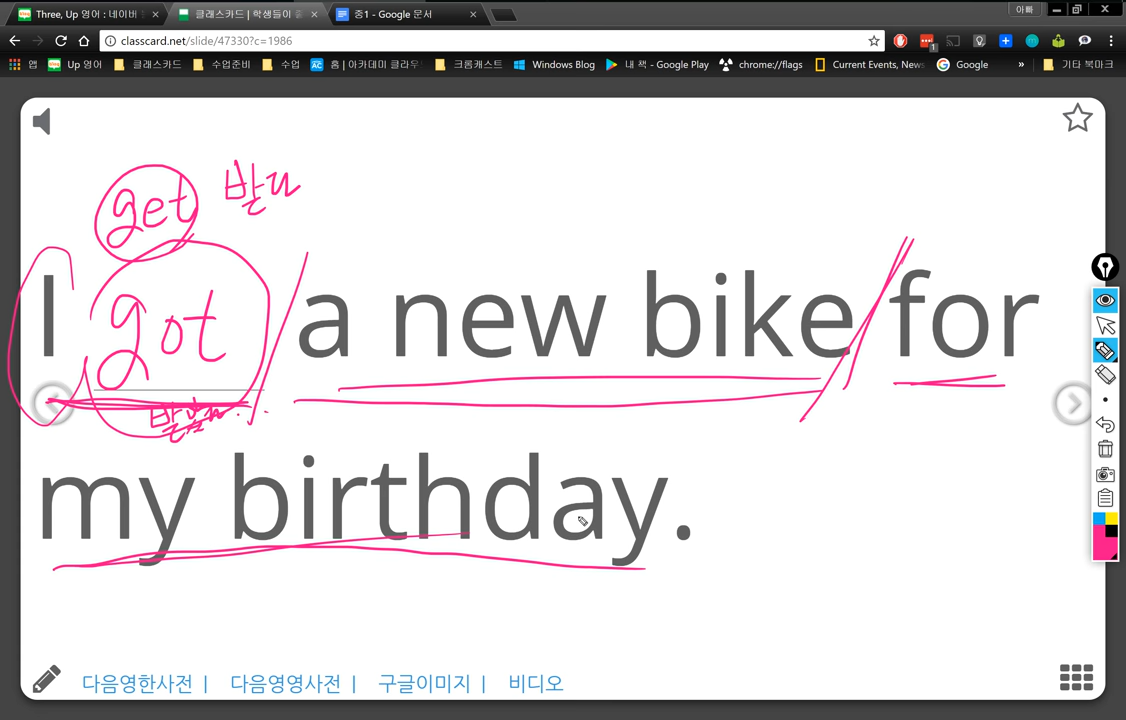 Three, Up 영어 : 네이버
클래스카드 | 학생들이 좋
중1 - Google 문서
아빠
classcard.net/slide/47330?c=1986
앱 Up 영어 클래스카드 수업준비 수업 홈 | 아카데미 클라우 크롬캐스트 Windows Blog 내 책 - Google Play chrome://flags Current Events, News Google » 기타 북마크
1
get 받다
I got a new bike for
받았다
my birthday.
다음영한사전 | 다음영영사전 | 구글이미지 | 비디오